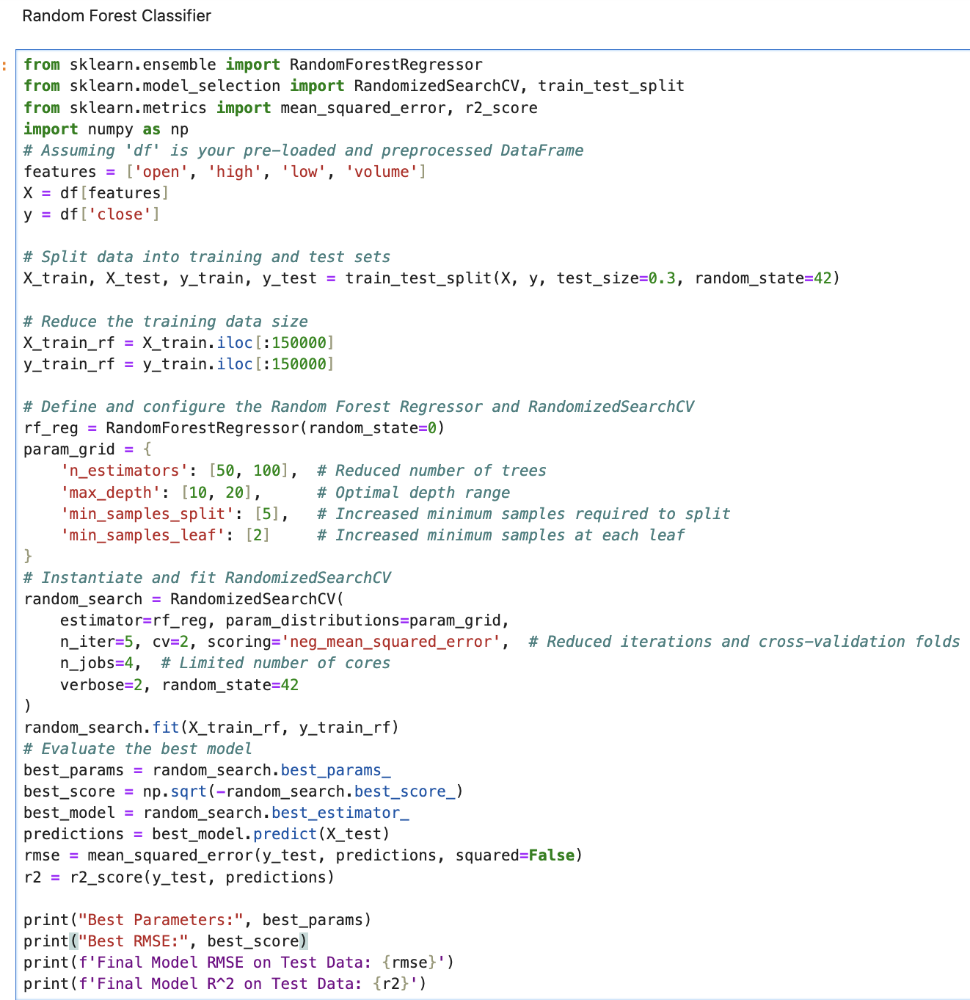 Random Forest Classifier
:
from sklearn.ensemble import RandomForestRegressor
from sklearn.model_selection import RandomizedSearchCV, train_test_split
from sklearn.metrics import mean_squared_error, r2_score
import numpy as np
# Assuming 'df' is your pre-loaded and preprocessed DataFrame
features = ['open', 'high', 'low', 'volume']
X = df[features]
y = df['close']

# Split data into training and test sets
X_train, X_test, y_train, y_test = train_test_split(X, y, test_size=0.3, random_state=42)

# Reduce the training data size
X_train_rf = X_train.iloc[:150000]
y_train_rf = y_train.iloc[:150000]

# Define and configure the Random Forest Regressor and RandomizedSearchCV
rf_reg = RandomForestRegressor(random_state=0)
param_grid = {
    'n_estimators': [50, 100],  # Reduced number of trees
    'max_depth': [10, 20],      # Optimal depth range
    'min_samples_split': [5],   # Increased minimum samples required to split
    'min_samples_leaf': [2]     # Increased minimum samples at each leaf
}
# Instantiate and fit RandomizedSearchCV
random_search = RandomizedSearchCV(
    estimator=rf_reg, param_distributions=param_grid,
    n_iter=5, cv=2, scoring='neg_mean_squared_error',  # Reduced iterations and cross-validation folds
    n_jobs=4,  # Limited number of cores
    verbose=2, random_state=42
)
random_search.fit(X_train_rf, y_train_rf)
# Evaluate the best model
best_params = random_search.best_params_
best_score = np.sqrt(-random_search.best_score_)
best_model = random_search.best_estimator_
predictions = best_model.predict(X_test)
rmse = mean_squared_error(y_test, predictions, squared=False)
r2 = r2_score(y_test, predictions)

print("Best Parameters:", best_params)
print("Best RMSE:", best_score)
print(f'Final Model RMSE on Test Data: {rmse}')
print(f'Final Model R^2 on Test Data: {r2}')